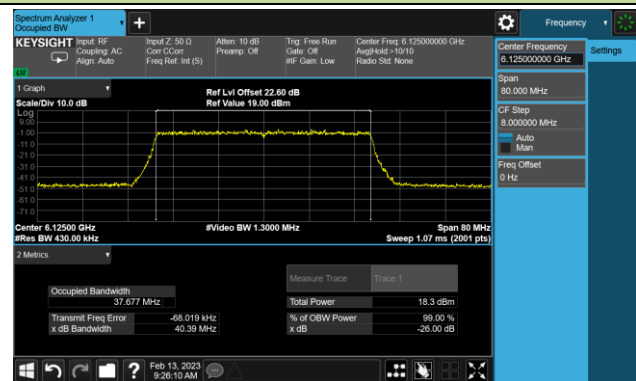 Spectrum Analyzer 1
Occupied BW
+
Frequency
KEYSIGHT
Input: RF
Coupling: AC
Align: Auto
Input Z: 50 Ω
Corr CCorr
Freq Ref: Int (S)
Atten: 10 dB
Preamp: Off
Trig: Free Run
Gate: Off
#IF Gain: Low
Center Freq: 6.125000000 GHz
Avg|Hold:>10/10
Radio Std: None
Center Frequency
6.125000000 GHz
Settings
Span
80.000 MHz
CF Step
8.000000 MHz
Auto
Man
Freq Offset
0 Hz
1 Graph
Scale/Div 10.0 dB
Ref Lvl Offset 22.60 dB
Ref Value 19.00 dBm
Log
9.00
-1.00
-11.0
-21.0
-31.0
-41.0
-51.0
-61.0
-71.0
Center 6.12500 GHz
#Video BW 1.3000 MHz
Span 80 MHz
#Res BW 430.00 kHz
Sweep 1.07 ms (2001 pts)
2 Metrics
Measure Trace
Trace 1
Occupied Bandwidth
37.677 MHz
Total Power
18.3 dBm
Transmit Freq Error
-68.019 kHz
% of OBW Power
99.00 %
x dB Bandwidth
40.39 MHz
x dB
-26.00 dB
?
Feb 13, 2023
9:26:10 AM